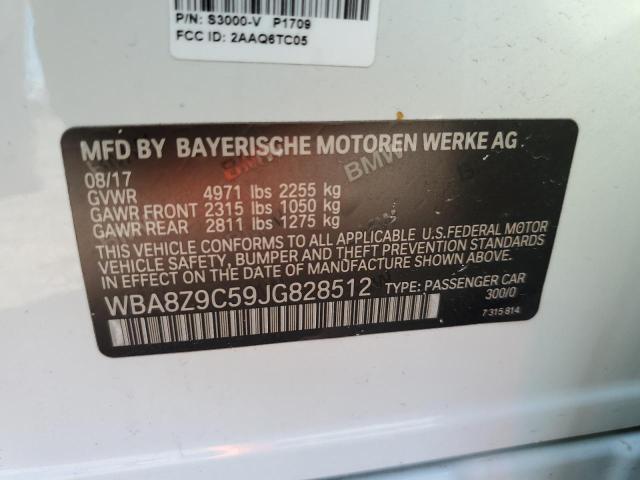 P/N: S3000-V P1709
FCC ID: 2AAQ6TC05
MFD BY BAYERISCHE MOTOREN WERKE AG
08/17
GVWR 4971 lbs 2255 kg
GAWR FRONT 2315 lbs 1050 kg
GAWR REAR 2811 lbs 1275 kg
THIS VEHICLE CONFORMS TO ALL APPLICABLE U.S.FEDERAL MOTOR
VEHICLE SAFETY, BUMPER, AND THEFT PREVENTION STANDARDS
IN EFFECT ON THE DATE OF MANUFACTURE SHOWN ABOVE.
WBA8Z9C59JG828512 TYPE: PASSENGER CAR
300/0
7 315 814
BMW
BMW